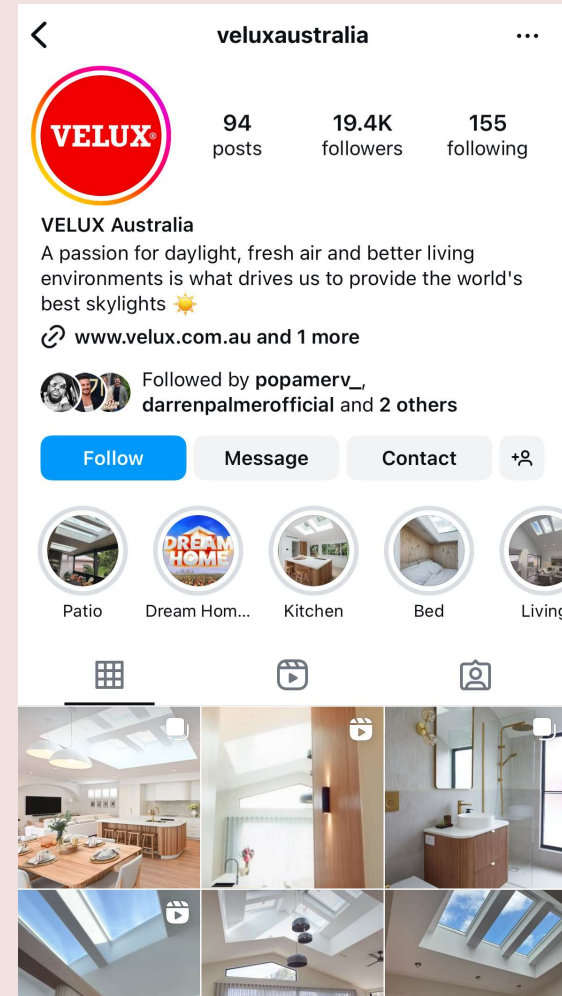 veluxaustralia
VELUX®
94
posts
19.4K
followers
155
following
VELUX Australia
A passion for daylight, fresh air and better living
environments is what drives us to provide the world's
best skylights ☀️
www.velux.com.au and 1 more
Followed by popamerv_,
darrenpalmerofficial and 2 others
Follow
Message
Contact
DREAM
HOME
Patio
Dream Hom...
Kitchen
Bed
Living